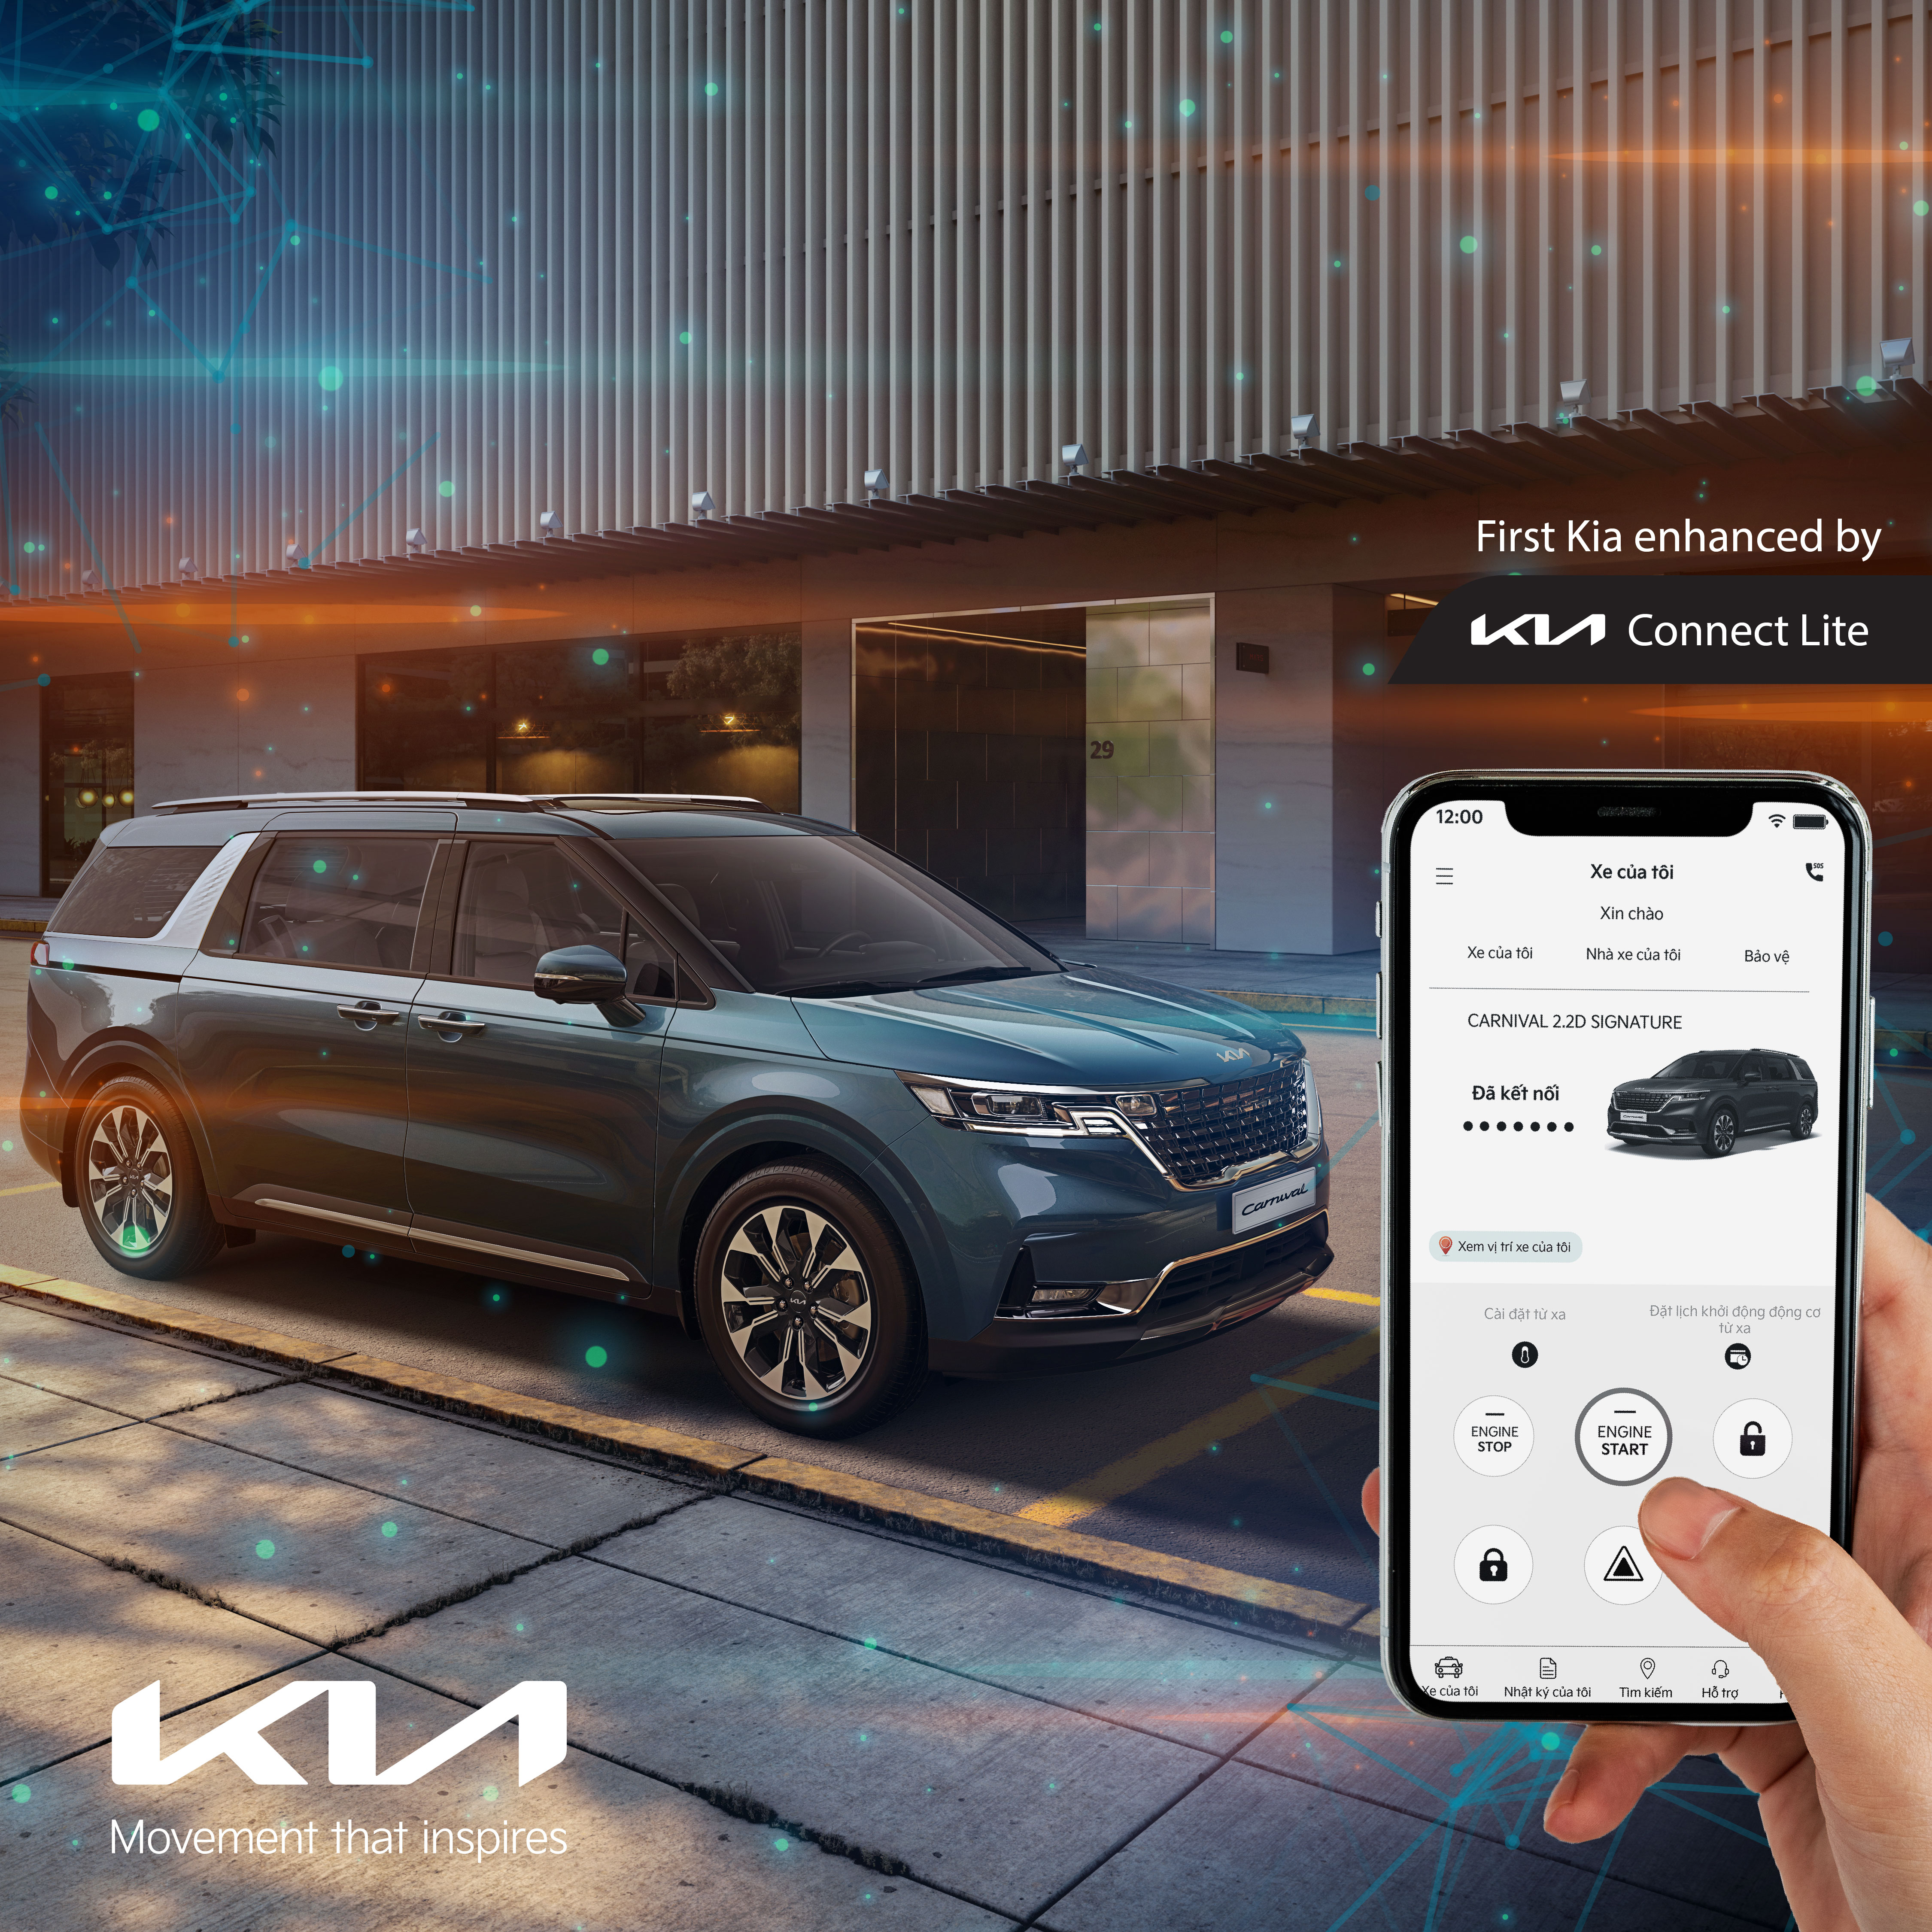 First Kia enhanced by
KIA Connect Lite
29
12:00
SOS
Xe của tôi
Xin chào
Xe của tôi
Nhà xe của tôi
Bảo vệ
CARNIVAL 2.2D SIGNATURE
Đã kết nối
Carnival
Xem vị trí xe của tôi
Cài đặt từ xa
Đặt lịch khởi động động cơ
từ xa
ENGINE
STOP
ENGINE
START
Xe của tôi
Nhật ký của tôi
Tìm kiếm
Hỗ trợ
KIA
Movement that inspires